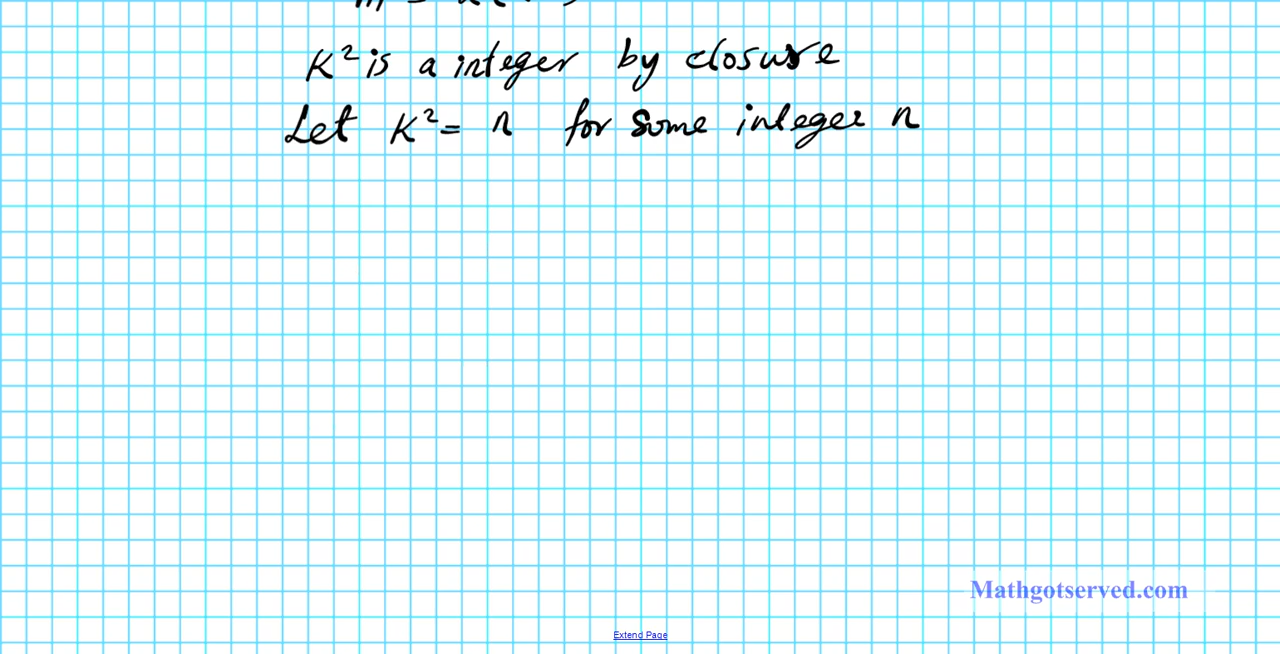 K² is a integer by closure
Let K² = n for some integer n
Mathgotserved.com
Extend Page